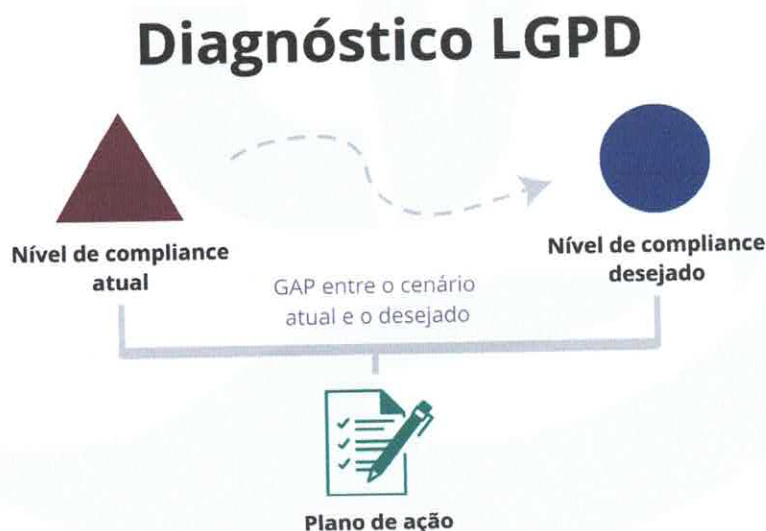 Diagnóstico LGPD
Nível de compliance
atual
Nível de compliance
desejado
GAP entre o cenário
atual e o desejado
Plano de ação